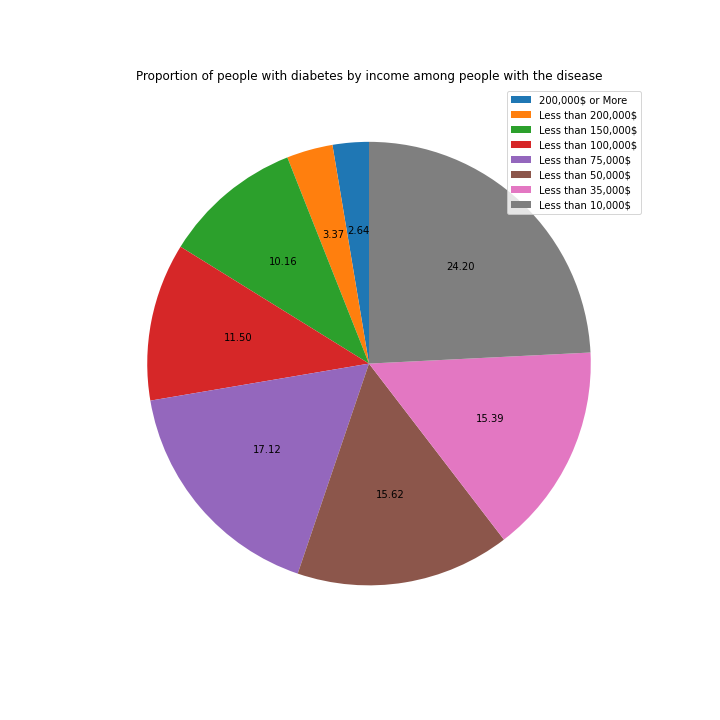 Proportion of people with diabetes by income among people with the disease
200,000$ or More
Less than 200,000$
Less than 150,000$
Less than 100,000$
Less than 75,000$
Less than 50,000$
Less than 35,000$
Less than 10,000$
2.64
3.37
10.16
24.20
11.50
15.39
17.12
15.62